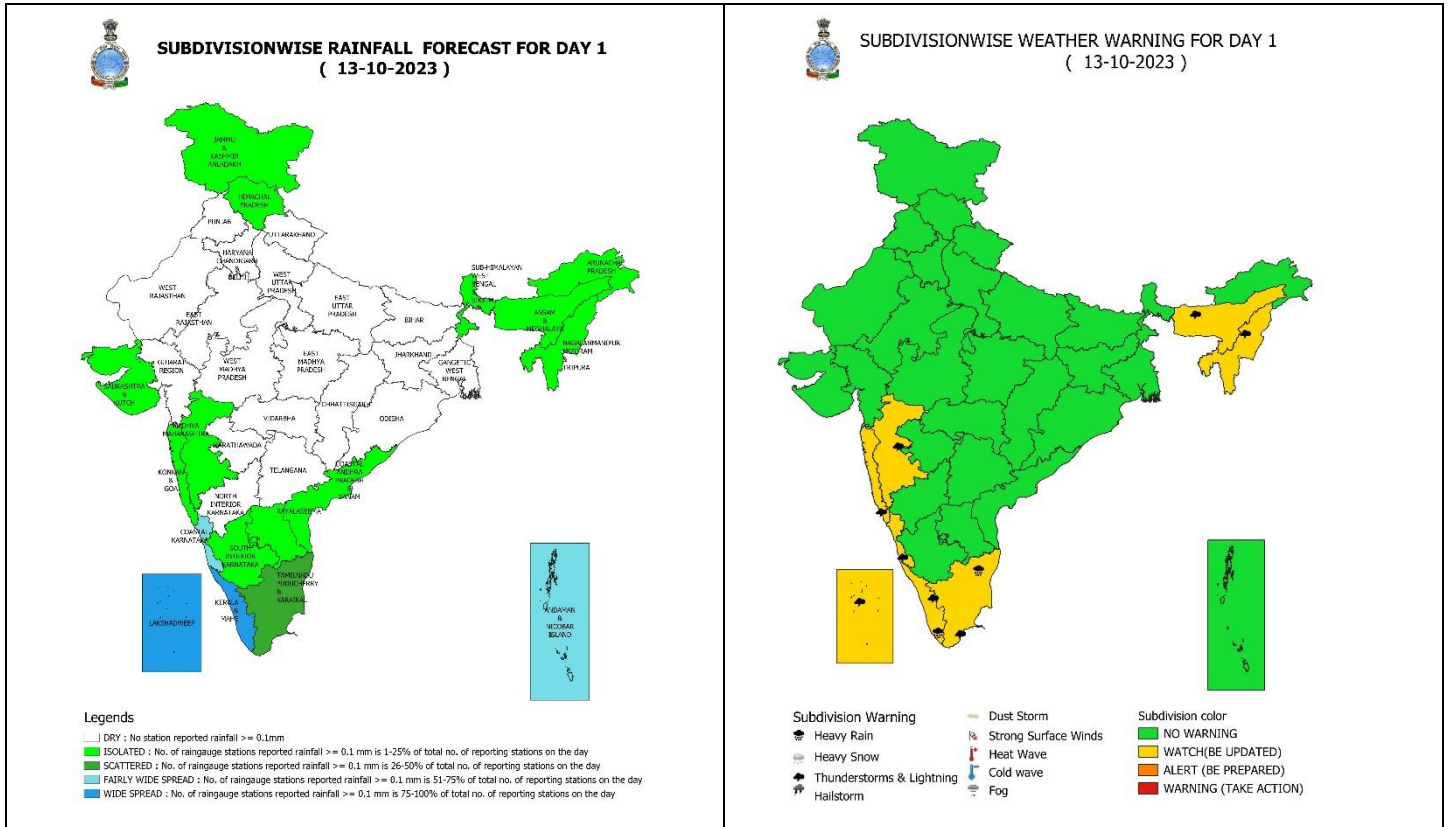 SUBDIVISIONWISE RAINFALL FORECAST FOR DAY 1
( 13-10-2023 )
JAMMU
&
KASHMIR
HIMACHAL
PRADESH
PUNJAB
UTTARAKHAND
HARYANA
CHANDIGARH
&
DELHI
WEST
UTTAR
PRADESH
SUB-HIMALAYAN
WEST
BENGAL
&
ARUNACHAL
PRADESH
WEST
RAJASTHAN
EAST
RAJASTHAN
EAST
UTTAR
PRADESH
BIHAR
ASSAM
&
MEGHALAYA
NAGALANMANIPUR
MIZORAM
&
TRIPURA
GUJARAT
REGION
WEST
MADHYA
PRADESH
EAST
MADHYA
PRADESH
JHARKHAND
GANGETIC
WEST
BENGAL
SAURASHTRA
&
KUTCH
CHHATTISGARH
ODISHA
VIDARBHA
MADHYA
MAHARASHTRA
MARATHAWADA
TELANGANA
KONKAN
&
GOA
COASTAL
ANDHRA
PRADESH
&
YANAM
NORTH
INTERIOR
KARNATAKA
RAYALASEEMA
COASTAL
KARNATAKA
SOUTH
INTERIOR
KARNATAKA
TAMILNADU
PUDUCHERRY
&
KARAIKAL
KERALA
&
MAHE
LAKSHADWEEP
ANDAMAN
&
NICOBAR
ISLAND
Legends
DRY : No station reported rainfall >= 0.1mm
ISOLATED : No. of raingauge stations reported rainfall >= 0.1 mm is 1-25% of total no. of reporting stations on the day
SCATTERED : No. of raingauge stations reported rainfall >= 0.1 mm is 26-50% of total no. of reporting stations on the day
FAIRLY WIDE SPREAD : No. of raingauge stations reported rainfall >= 0.1 mm is 51-75% of total no. of reporting stations on the day
WIDE SPREAD : No. of raingauge stations reported rainfall >= 0.1 mm is 75-100% of total no. of reporting stations on the day
SUBDIVISIONWISE WEATHER WARNING FOR DAY 1
( 13-10-2023 )
Subdivision Warning
Heavy Rain
Heavy Snow
Thunderstorms & Lightning
Hailstorm
Dust Storm
Strong Surface Winds
Heat Wave
Cold wave
Fog
Subdivision color
NO WARNING
WATCH(BE UPDATED)
ALERT (BE PREPARED)
WARNING (TAKE ACTION)